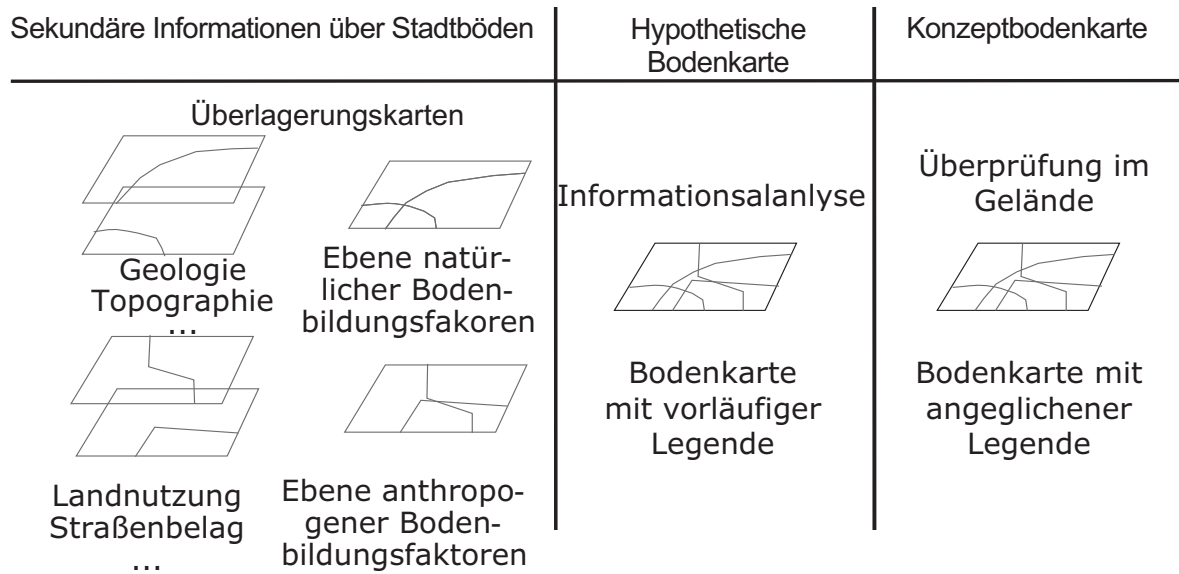 Sekundäre Informationen über Stadtböden
Hypothetische
Bodenkarte
Konzeptbodenkarte
Überlagerungskarten
Geologie
Topographie
...
Ebene natür-
licher Boden-
bildungsfakoren
Landnutzung
Straßenbelag
...
Ebene anthropo-
gener Boden-
bildungsfaktoren
Informationsalanlyse
Bodenkarte
mit vorläufiger
Legende
Überprüfung im
Gelände
Bodenkarte mit
angeglichener
Legende